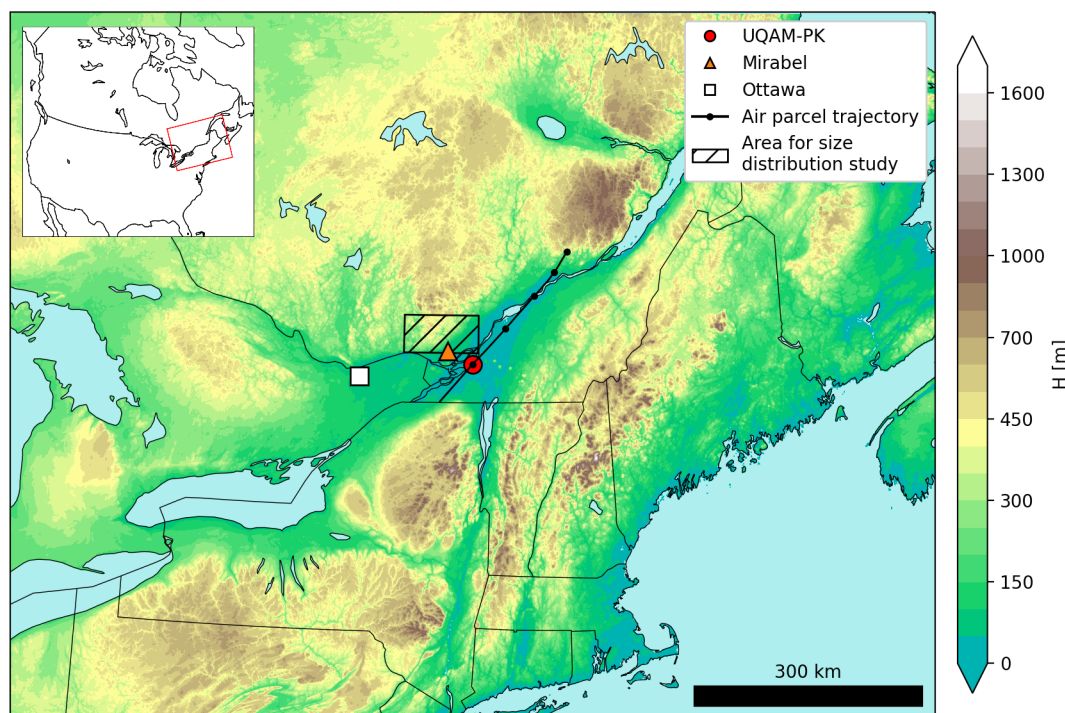 UQAM-PK
Mirabel
Ottawa
Air parcel trajectory
Area for size
distribution study
300 km
1600
1300
1000
700
450
300
150
0
H [m]